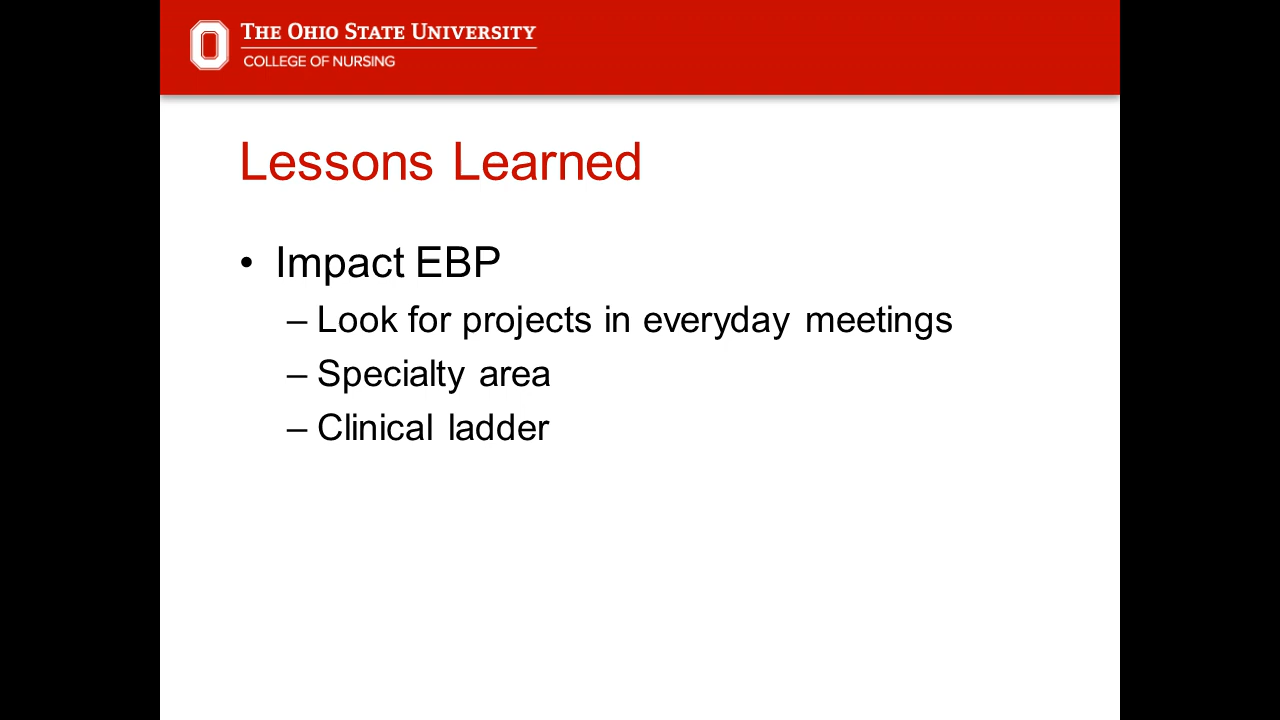 THE OHIO STATE UNIVERSITY
COLLEGE OF NURSING
Lessons Learned
• Impact EBP
– Look for projects in everyday meetings
– Specialty area
– Clinical ladder